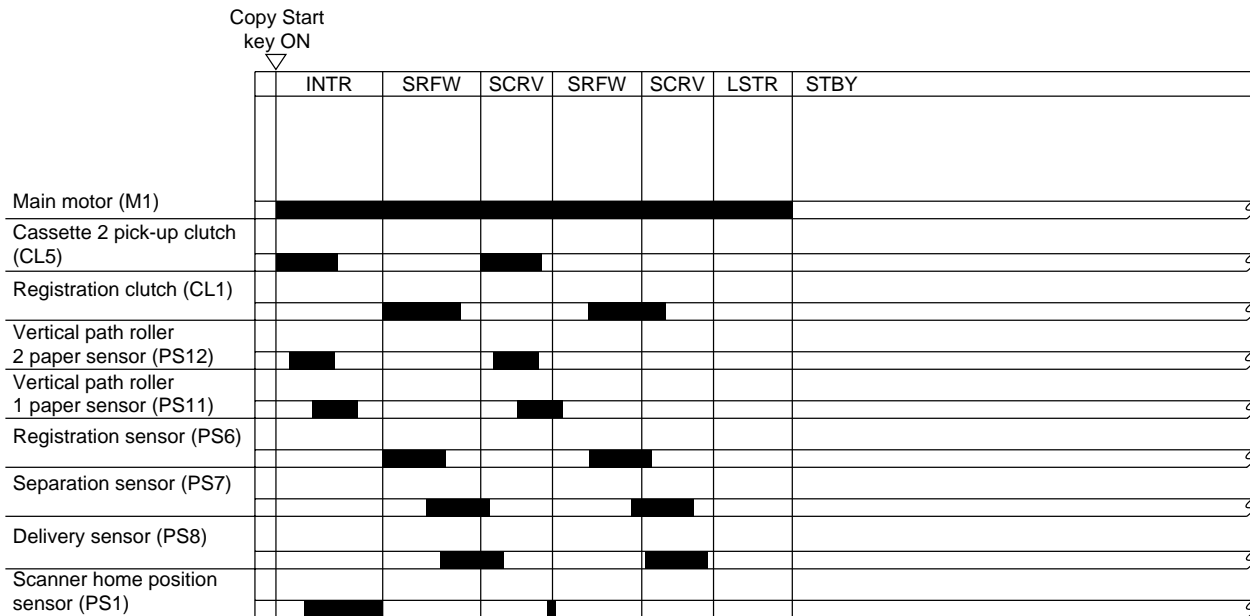 Copy Start
key ON
INTR SRFW SCRV SRFW SCRV LSTR STBY
Main motor (M1)
Cassette 2 pick-up clutch
(CL5)
Registration clutch (CL1)
Vertical path roller
2 paper sensor (PS12)
Vertical path roller
1 paper sensor (PS11)
Registration sensor (PS6)
Separation sensor (PS7)
Delivery sensor (PS8)
Scanner home position
sensor (PS1)